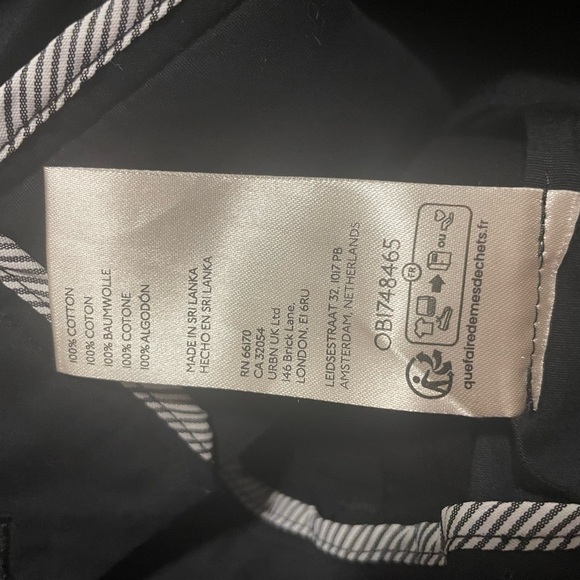 100% COTTON
100% COTON
100% BAUMWOLLE
100% COTONE
100% ALGODÓN
MADE IN SRI LANKA
HECHO EN SRI LANKA
RN 66170
CA 32054
URBN UK Ltd
146 Brick Lane,
LONDON. E1 6RU
LEIDSESTRAAT 32, 1017 PB
AMSTERDAM, NETHERLANDS
OB1748465
FR
OU
quefairedemesdechets.fr